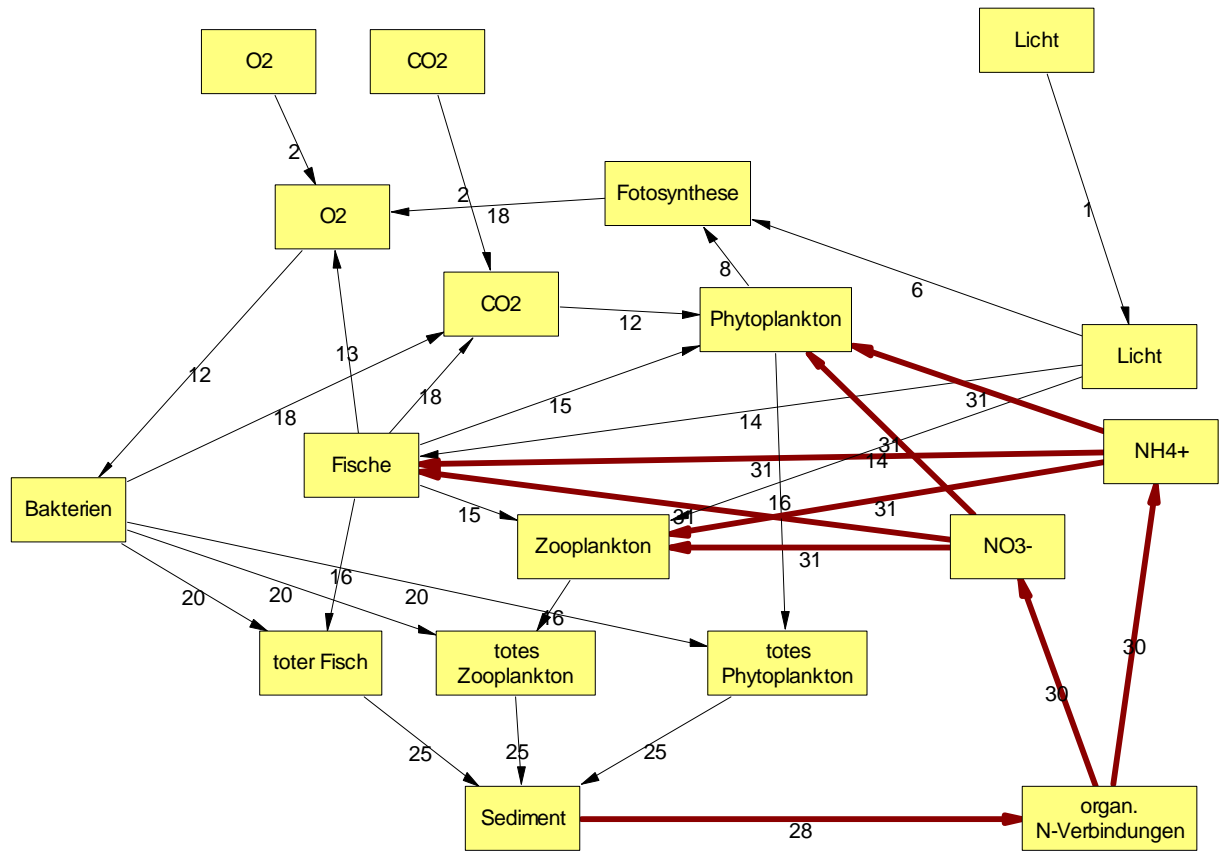 Licht
O2
CO2
1
2
Fotosynthese
2
18
O2
8
6
CO2
Phytoplankton
12
Licht
13
12
18
15
31
18
14
Fische
31
NH4+
31
14
Bakterien
15
31
16
31
Zooplankton
NO3-
31
16
20
20
20
16
toter Fisch
totes
Zooplankton
totes
Phytoplankton
30
30
25
25
25
Sediment
28
organ.
N-Verbindungen